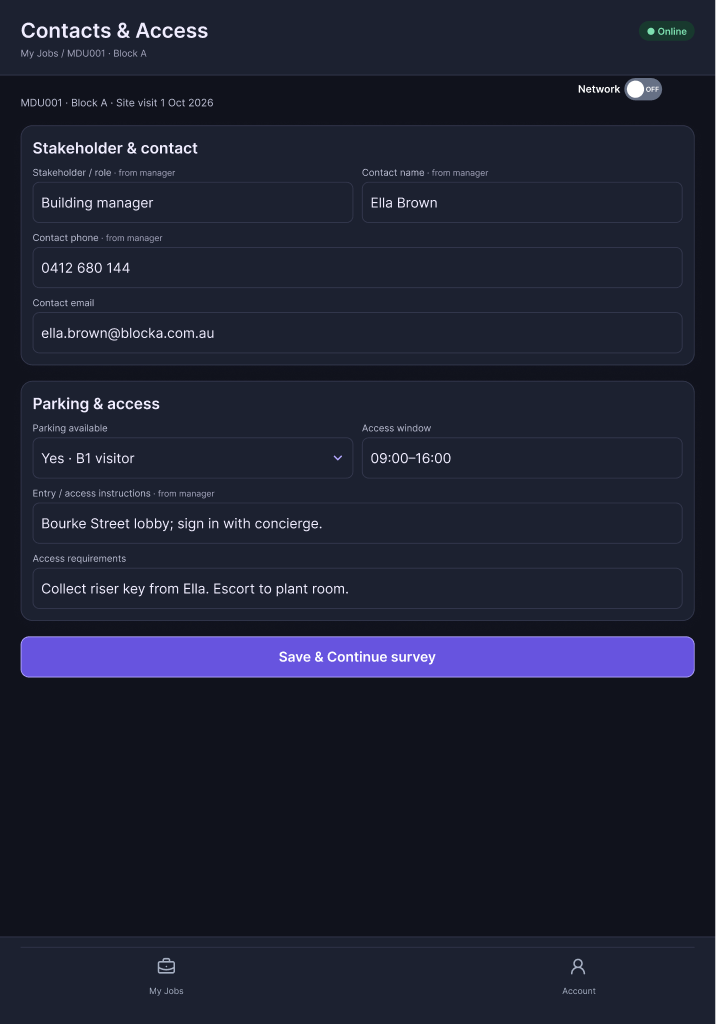 Contacts & Access
Online
My Jobs / MDU001 · Block A
Network OFF
MDU001 · Block A · Site visit 1 Oct 2026
Stakeholder & contact
Stakeholder / role · from manager
Contact name · from manager
Building manager
Ella Brown
Contact phone · from manager
0412 680 144
Contact email
ella.brown@blocka.com.au
Parking & access
Parking available
Access window
Yes · B1 visitor
09:00–16:00
Entry / access instructions · from manager
Bourke Street lobby; sign in with concierge.
Access requirements
Collect riser key from Ella. Escort to plant room.
Save & Continue survey
My Jobs
Account